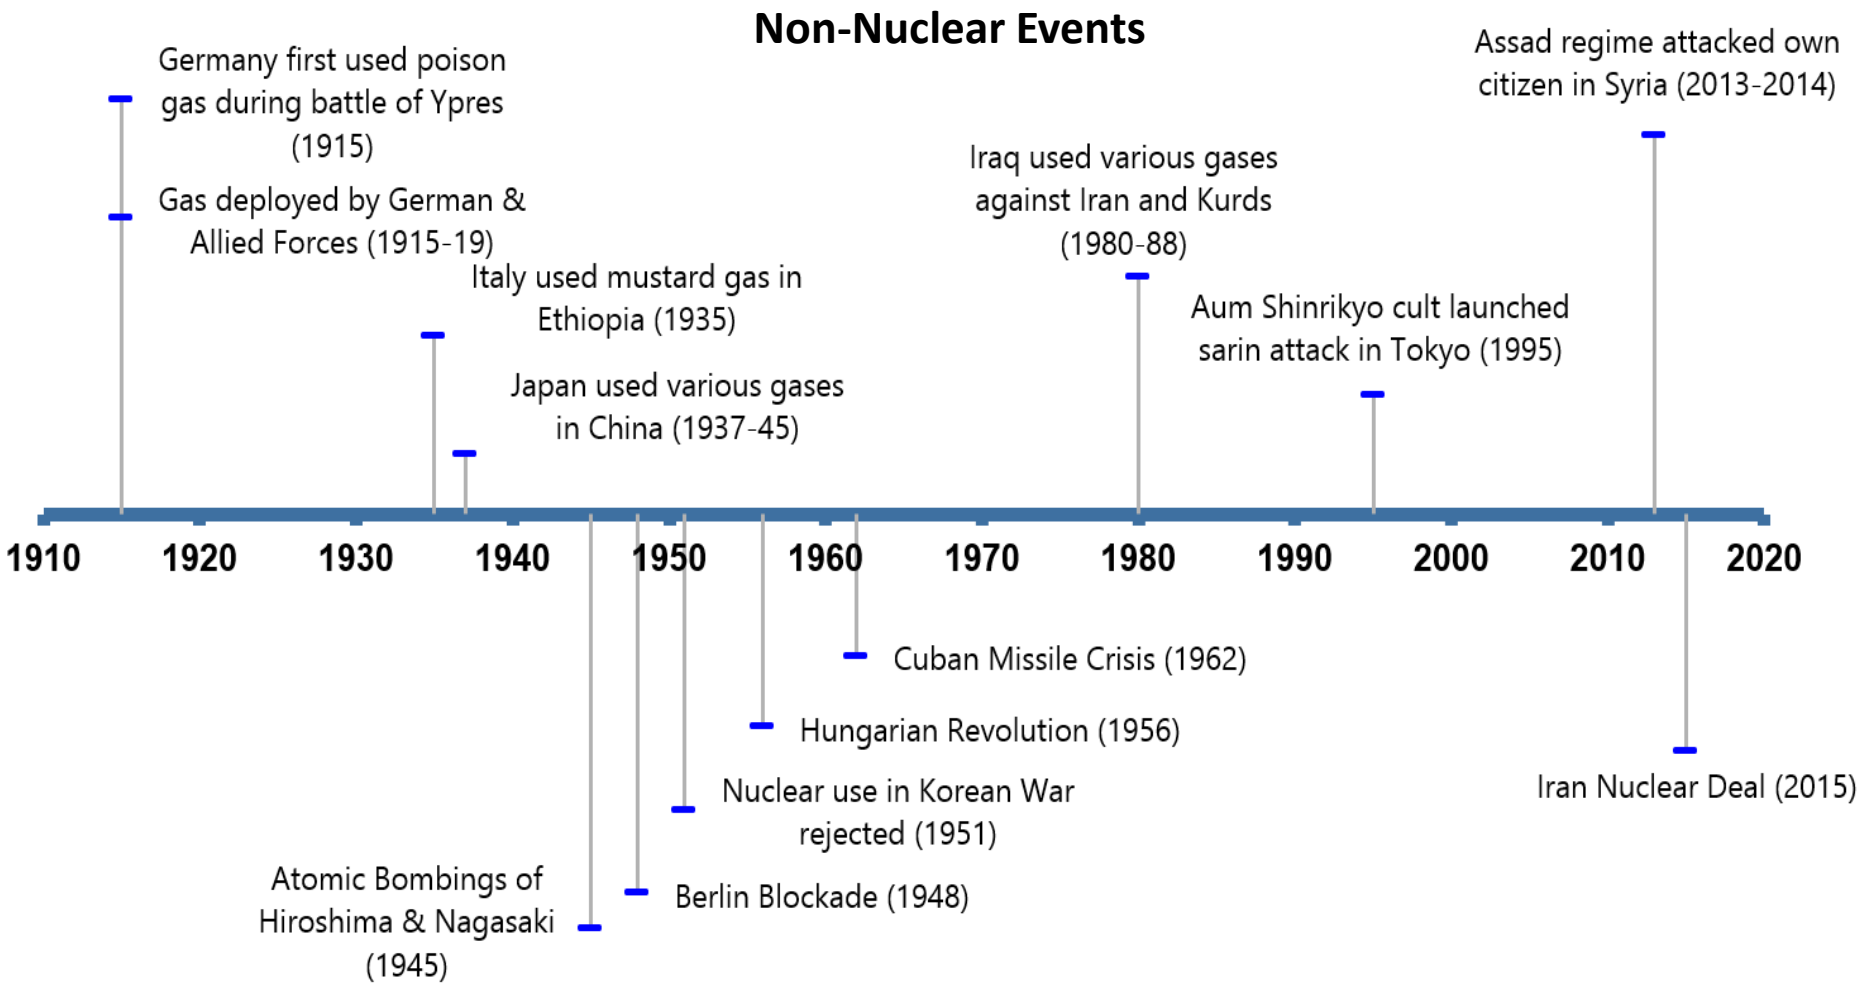 Non-Nuclear Events
Germany first used poison
gas during battle of Ypres
(1915)
Gas deployed by German &
Allied Forces (1915-19)
Italy used mustard gas in
Ethiopia (1935)
Japan used various gases
in China (1937-45)
Iraq used various gases
against Iran and Kurds
(1980-88)
Aum Shinrikyo cult launched
sarin attack in Tokyo (1995)
Assad regime attacked own
citizen in Syria (2013-2014)
1910 1920 1930 1940 1950 1960 1970 1980 1990 2000 2010 2020
Cuban Missile Crisis (1962)
Hungarian Revolution (1956)
Nuclear use in Korean War
rejected (1951)
Berlin Blockade (1948)
Atomic Bombings of
Hiroshima & Nagasaki
(1945)
Iran Nuclear Deal (2015)